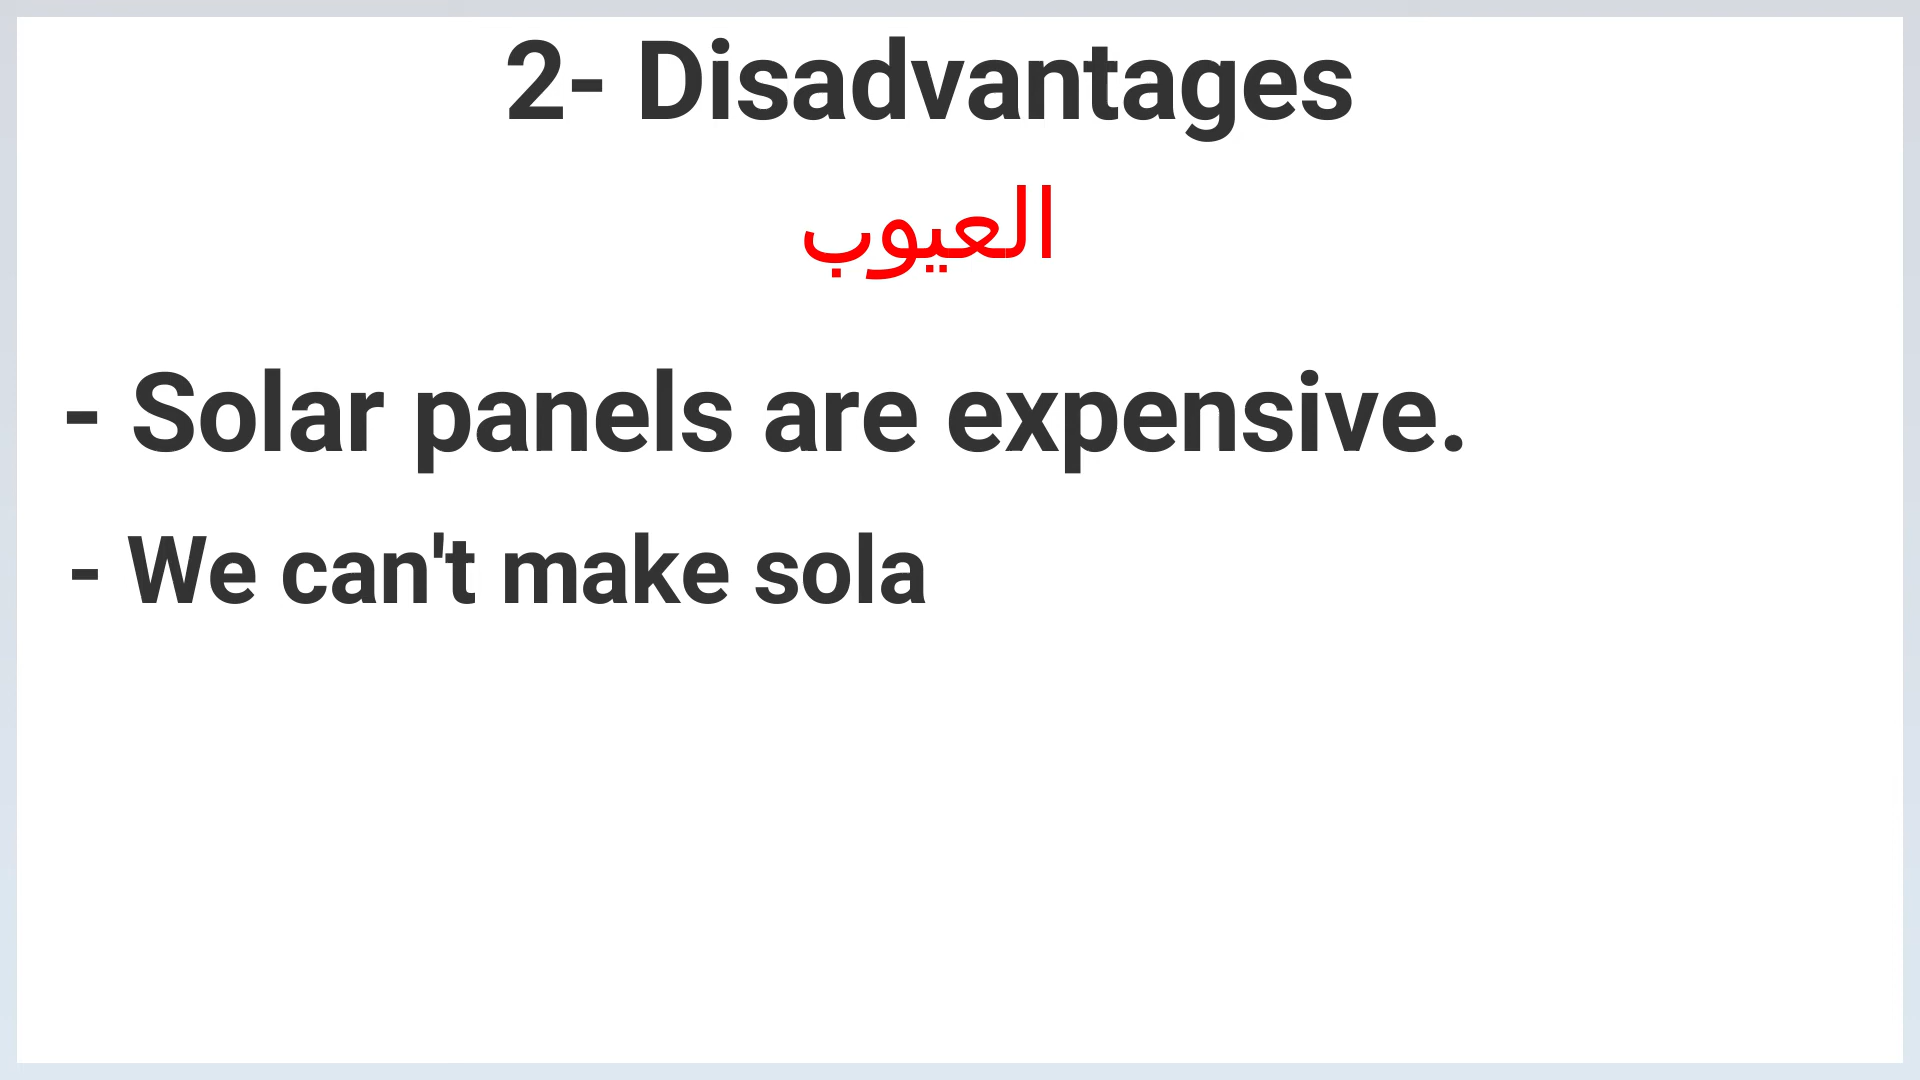 2- Disadvantages
العيوب
- Solar panels are expensive.
- We can't make sola